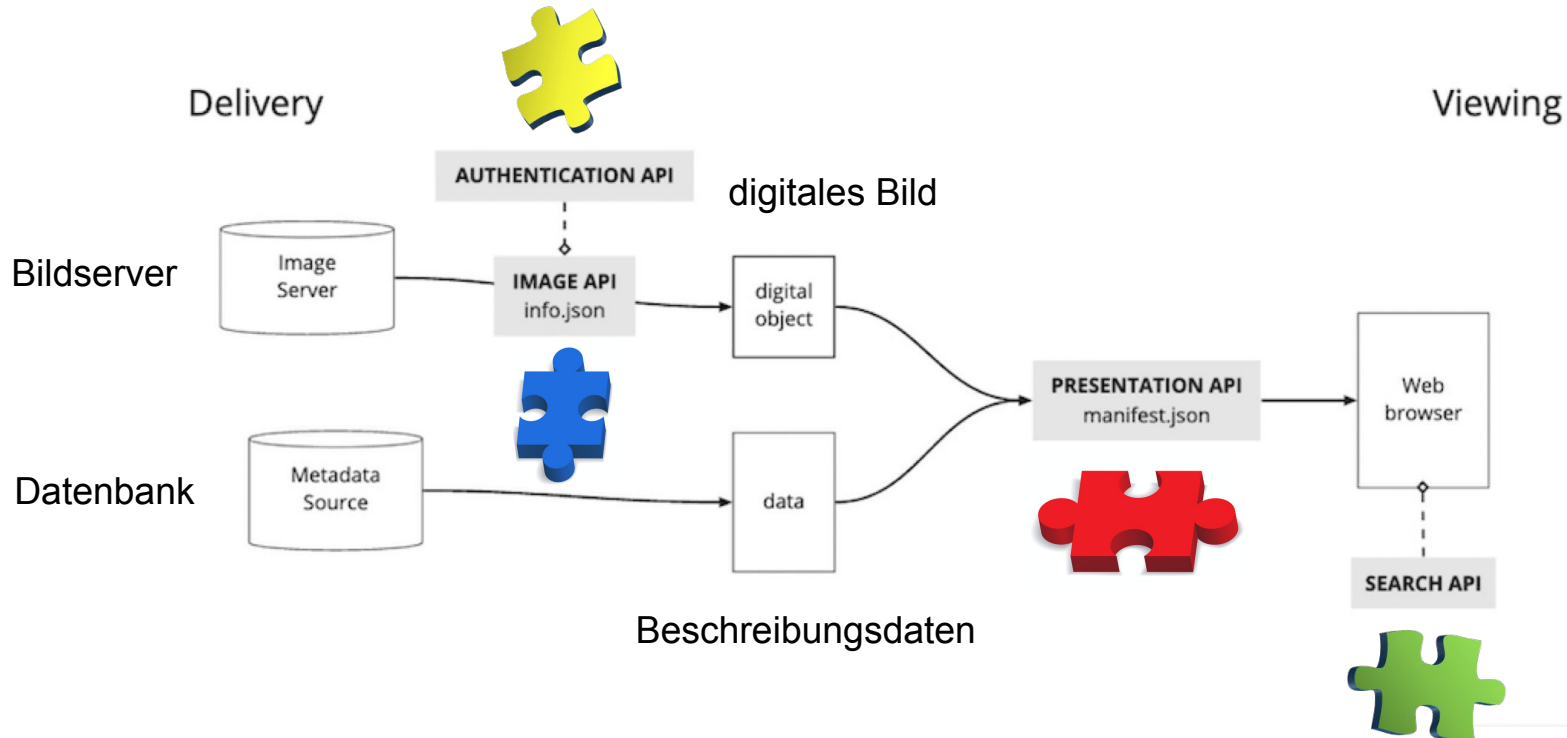 Delivery
Viewing
AUTHENTICATION API
digitales Bild
Bildserver
Image
Server
IMAGE API
info.json
digital
object
PRESENTATION API
manifest.json
Web
browser
Datenbank
Metadata
Source
data
SEARCH API
Beschreibungsdaten